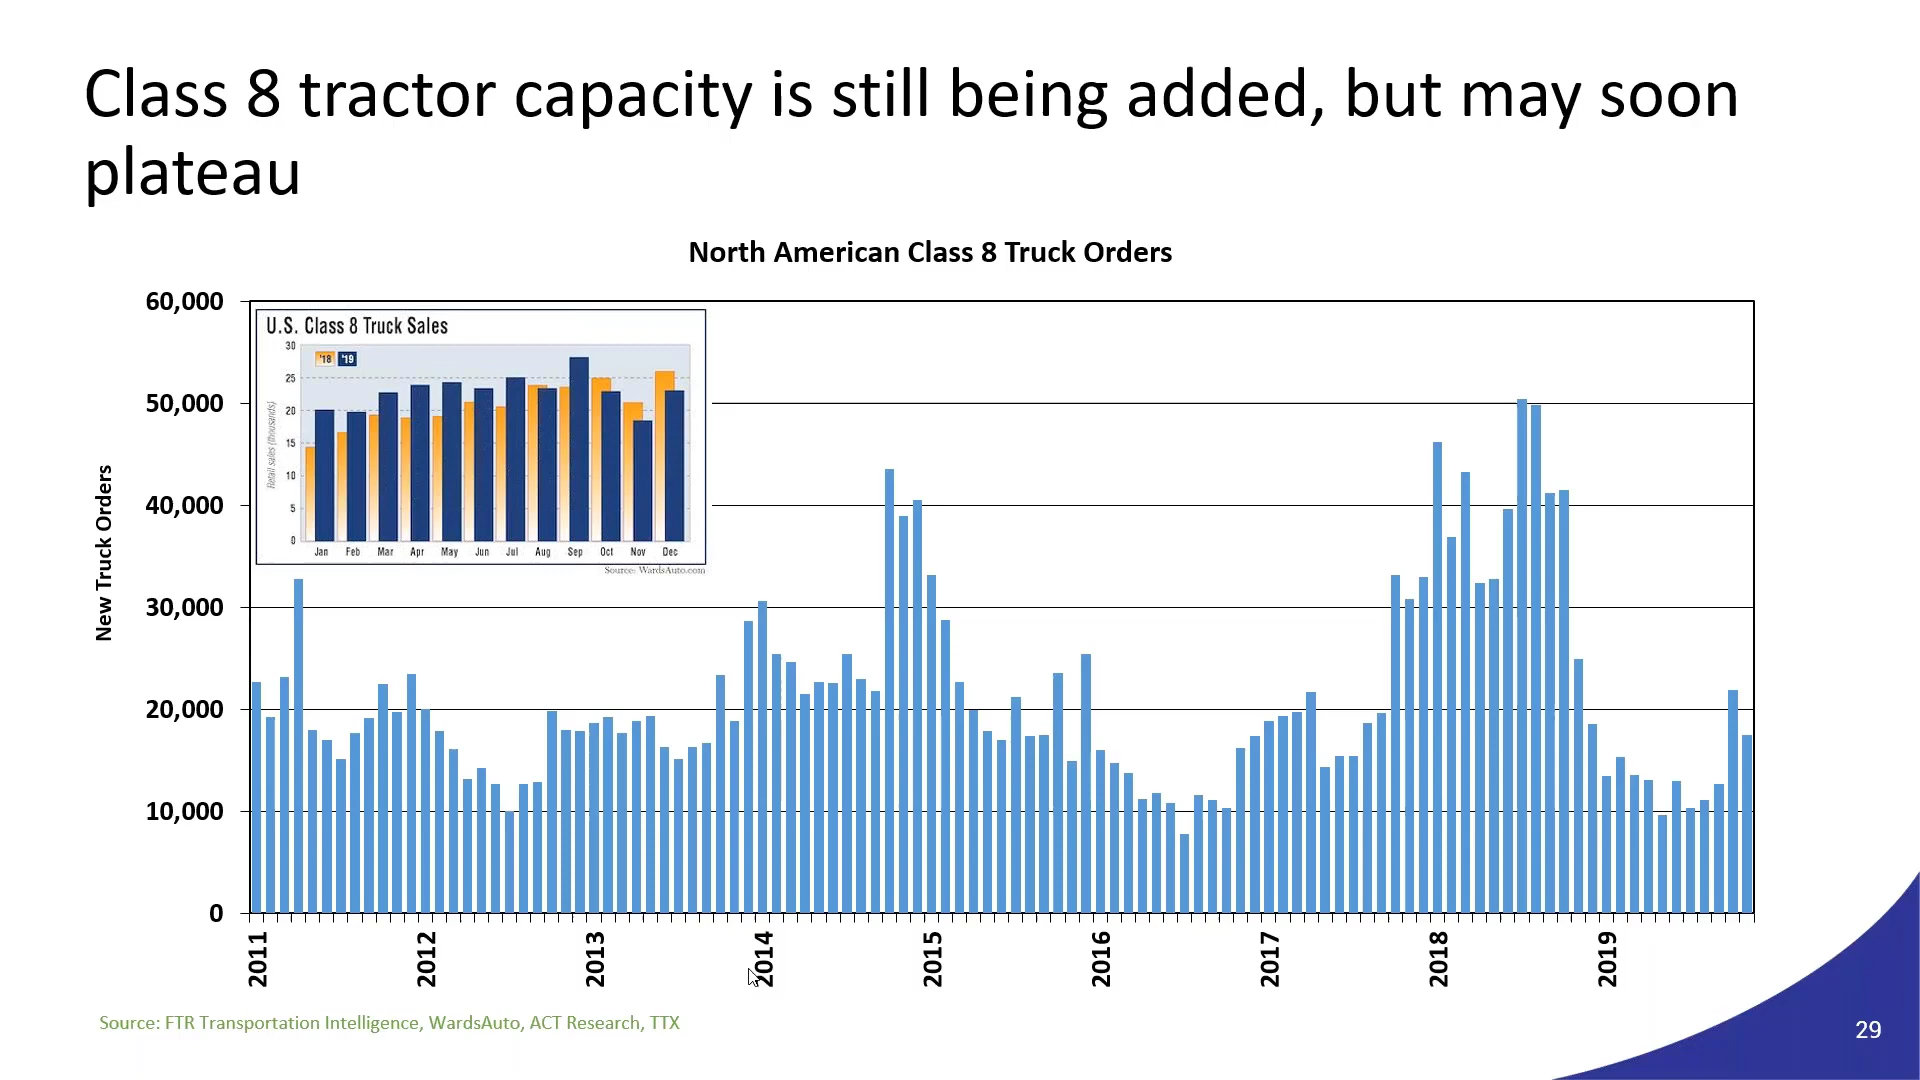 Class 8 tractor capacity is still being added, but may soon
plateau
North American Class 8 Truck Orders
60,000
50,000
40,000
30,000
20,000
10,000
0
New Truck Orders
U.S. Class 8 Truck Sales
30
25
20
15
10
5
0
'18 '19
Retail sales (thousands)
Jan Feb Mar Apr May Jun Jul Aug Sep Oct Nov Dec
Source: WardsAuto.com
2011 2012 2013 2014 2015 2016 2017 2018 2019
Source: FTR Transportation Intelligence, WardsAuto, ACT Research, TTX
29